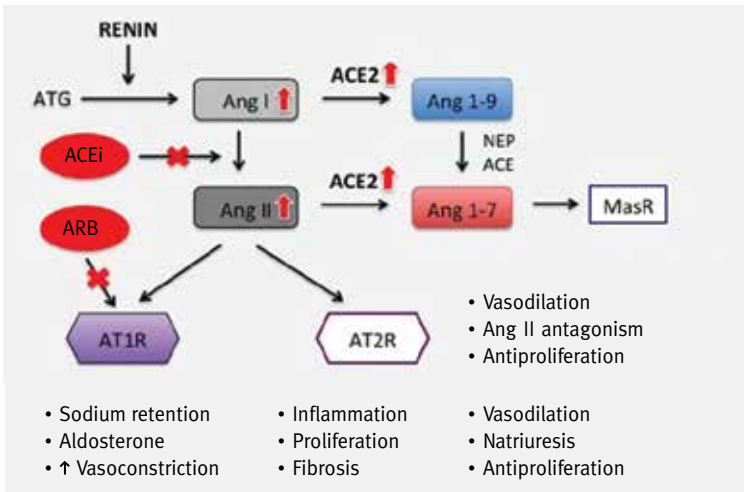 RENIN
ATG
Ang I
ACE2
Ang 1-9
ACEi
NEP
ACE
ARB
Ang II
ACE2
Ang 1-7
MasR
AT1R
AT2R
• Vasodilation
• Ang II antagonism
• Antiproliferation
• Sodium retention
• Aldosterone
• ↑ Vasoconstriction
• Inflammation
• Proliferation
• Fibrosis
• Vasodilation
• Natriuresis
• Antiproliferation